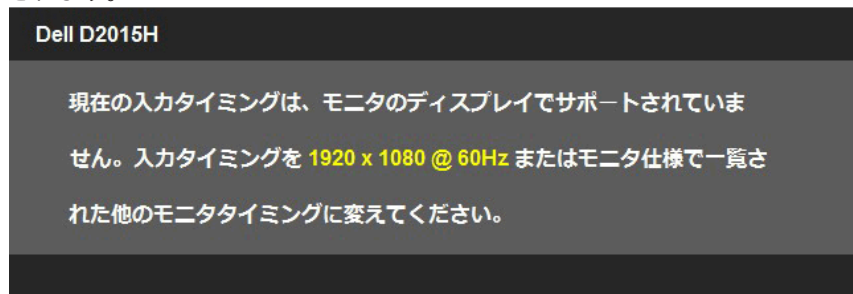 Dell D2015H
現在の入力タイミングは、モニタのディスプレイでサポートされていま
せん。入力タイミングを 1920 x 1080 @ 60Hz またはモニタ仕様で一覧さ
れた他のモニタタイミングに変えてください。